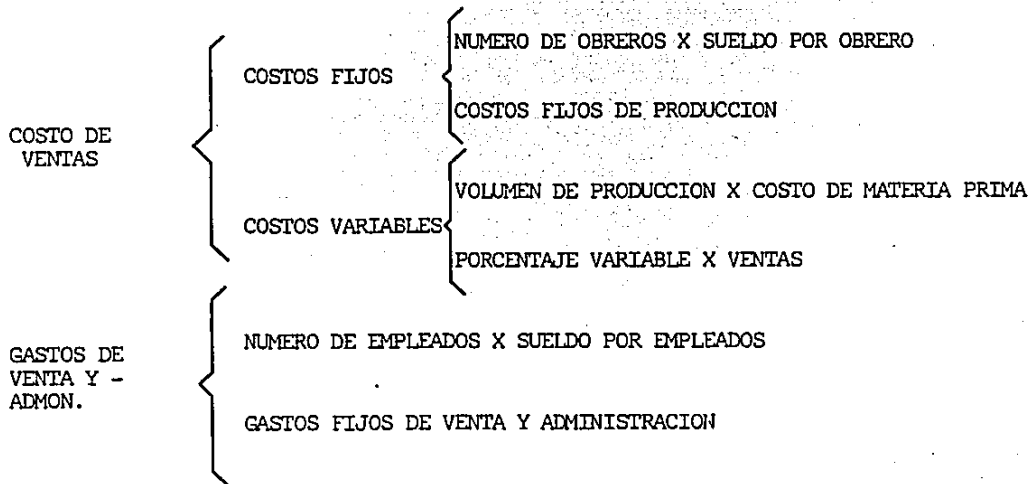 NUMERO DE OBREROS X SUELDO POR OBRERO
COSTOS FIJOS
COSTOS FIJOS DE PRODUCCION
COSTO DE
VENTAS
VOLUMEN DE PRODUCCION X COSTO DE MATERIA PRIMA
COSTOS VARIABLES
PORCENTAJE VARIABLE X VENTAS
NUMERO DE EMPLEADOS X SUELDO POR EMPLEADOS
GASTOS DE
VENTA Y -
ADMON.
GASTOS FIJOS DE VENTA Y ADMINISTRACION